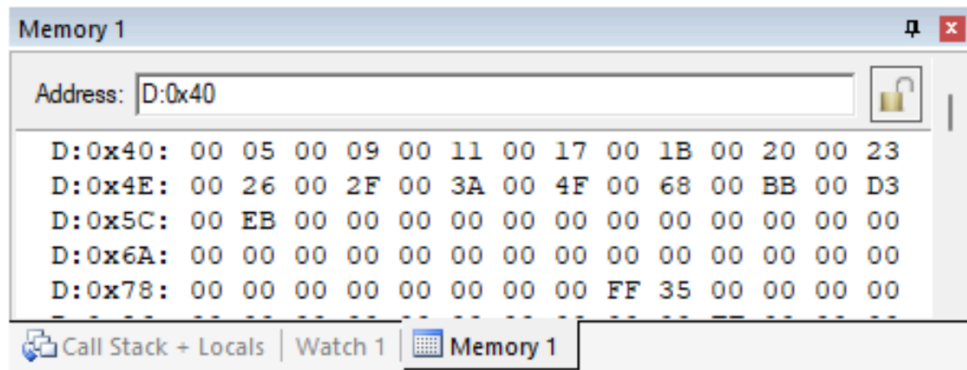 Memory 1
Address: D:0x40
D:0x40: 00 05 00 09 00 11 00 17 00 1B 00 20 00 23
D:0x4E: 00 26 00 2F 00 3A 00 4F 00 68 00 BB 00 D3
D:0x5C: 00 EB 00 00 00 00 00 00 00 00 00 00 00 00
D:0x6A: 00 00 00 00 00 00 00 00 00 00 00 00 00 00
D:0x78: 00 00 00 00 00 00 00 00 FF 35 00 00 00 00
Call Stack + Locals | Watch 1 | Memory 1